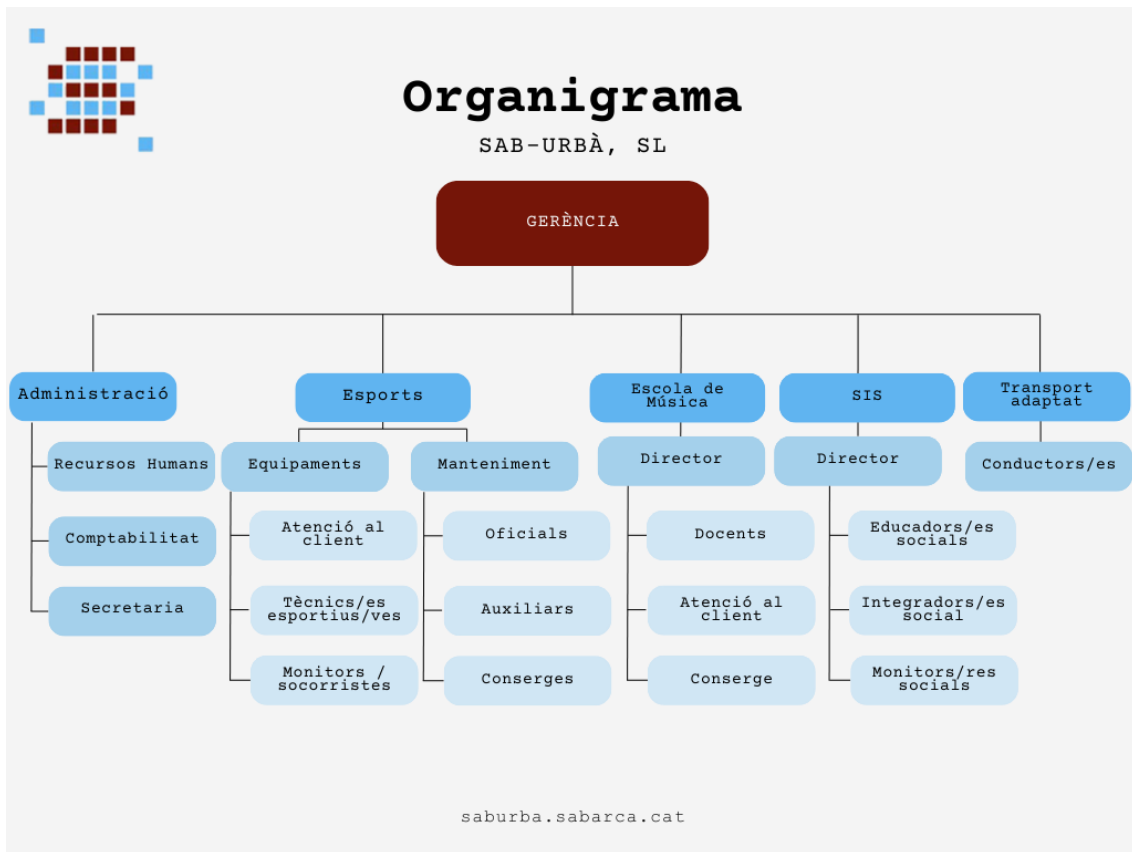 Organigrama
SAB-URBÀ, SL
GERÈNCIA
Administració
Esports
Escola de
Música
SIS
Transport
adaptat
Recursos Humans
Equipaments
Manteniment
Director
Director
Conductors/es
Comptabilitat
Atenció al
client
Oficials
Docents
Educadors/es
socials
Secretaria
Tècnics/es
esportius/ves
Auxiliars
Atenció al
client
Integradors/es
social
Monitors /
socorristes
Conserges
Conserge
Monitors/res
socials
saburba.sabarca.cat